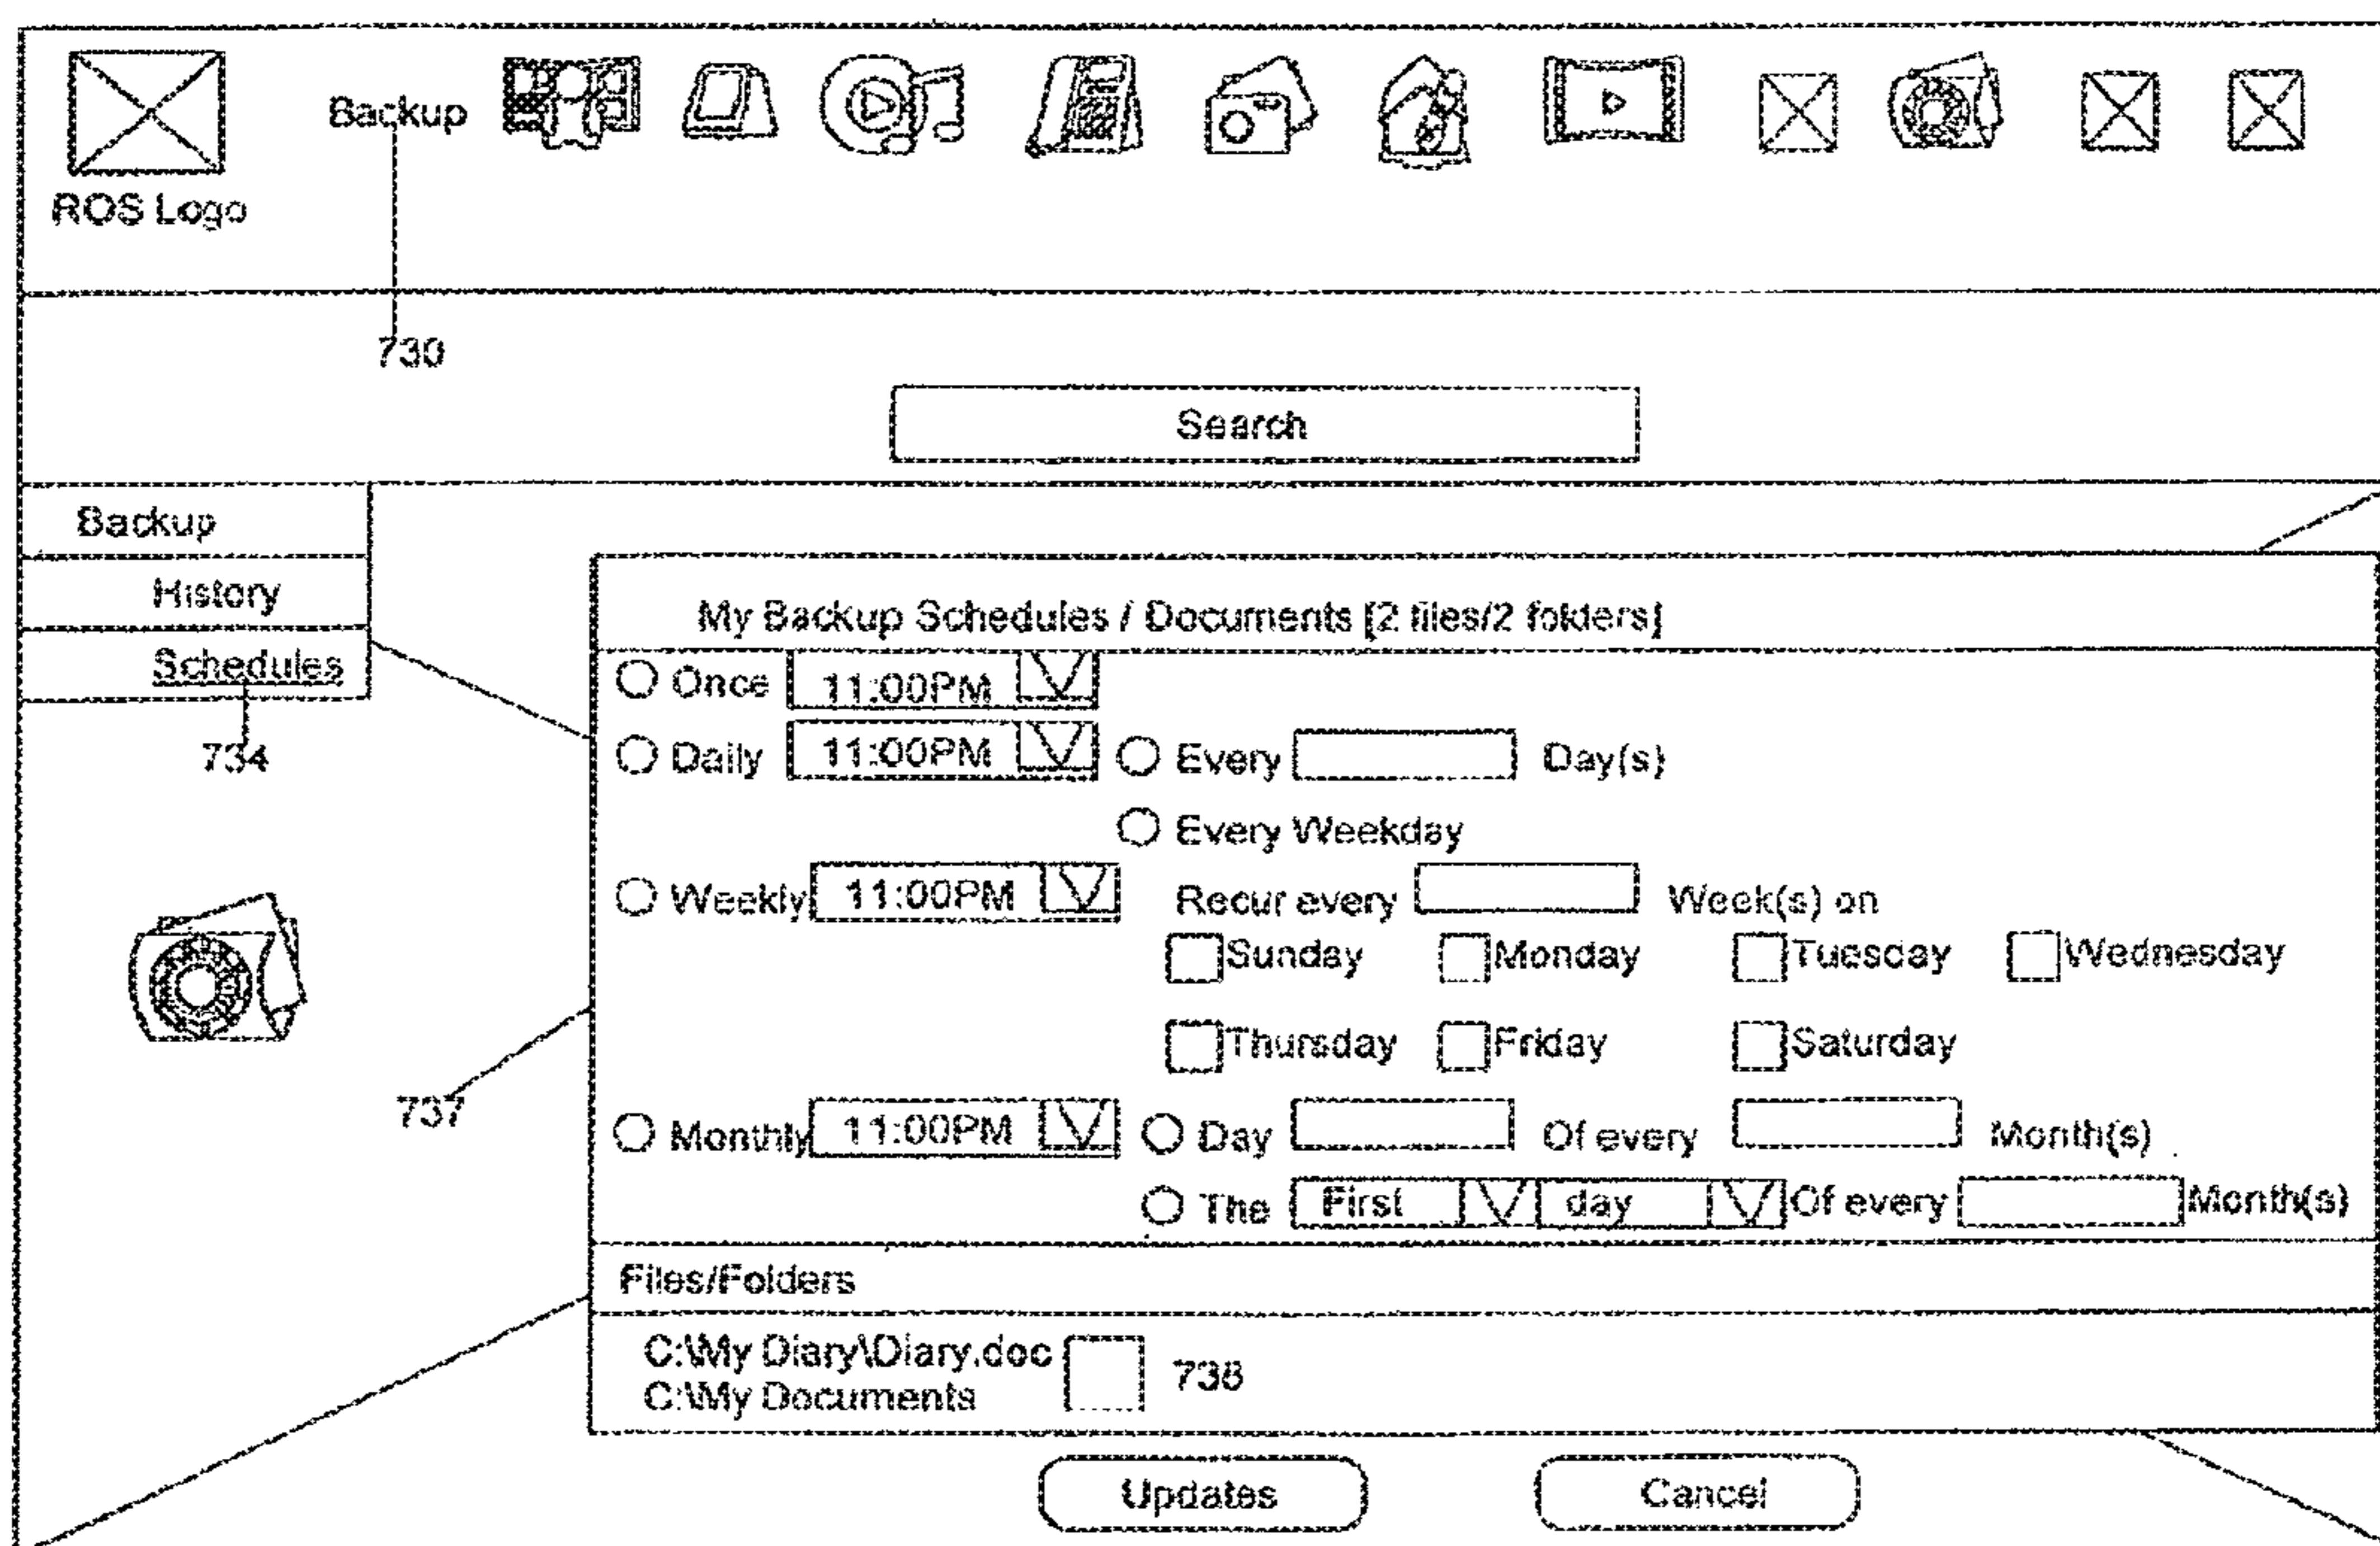 Backup
ROS Logo
730
Search
Backup
History
Schedules
734
My Backup Schedules / Documents [2 files/2 folders]
Once 11:00PM
Daily 11:00PM Every Day(s)
Every Weekday
Weekly 11:00PM Recur every Week(s) on
Sunday Monday Tuesday Wednesday
Thursday Friday Saturday
737
Monthly 11:00PM Day Of every Month(s)
The First day Of every Month(s)
Files/Folders
C:\My Diary\Diary.doc
C:\My Documents
738
Updates Cancel